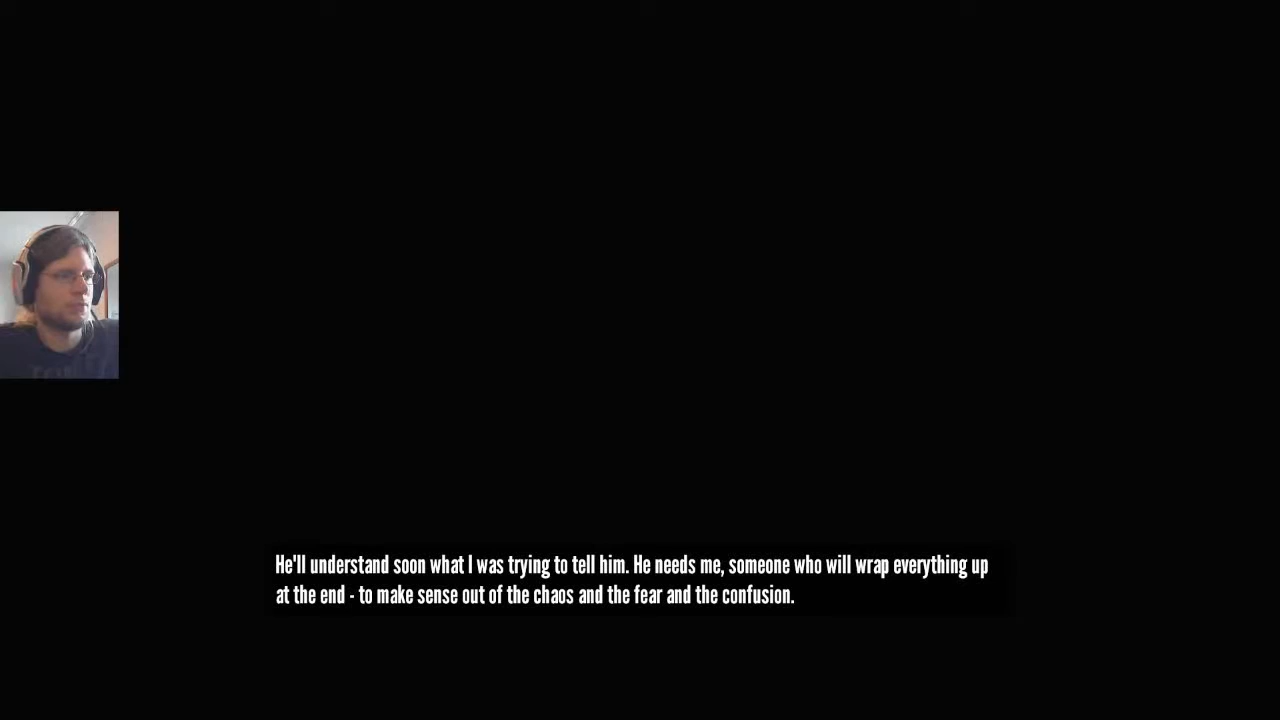 He'll understand soon what I was trying to tell him. He needs me, someone who will wrap everything up
at the end - to make sense out of the chaos and the fear and the confusion.